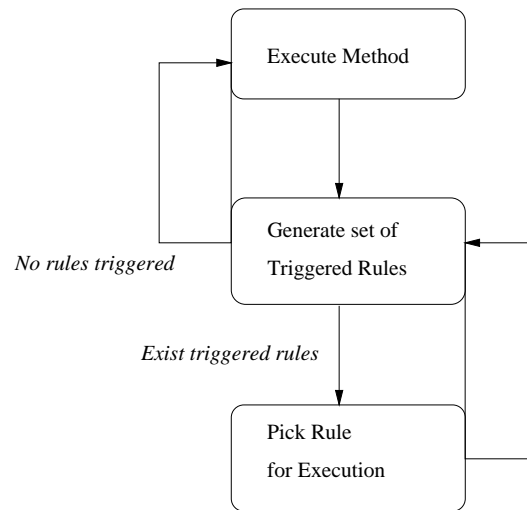 Execute Method
Generate set of
Triggered Rules
No rules triggered
Exist triggered rules
Pick Rule
for Execution